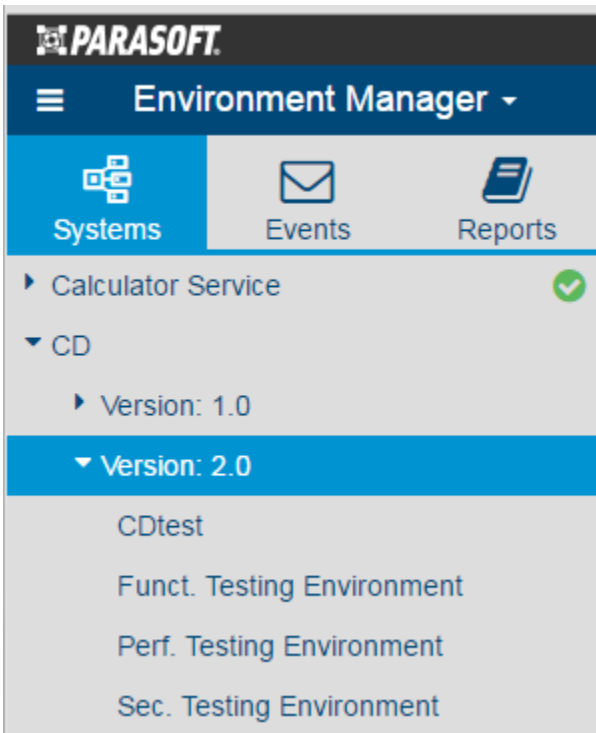 PARASOFT.
Environment Manager
Systems Events Reports
Calculator Service
CD
Version: 1.0
Version: 2.0
CDtest
Funct. Testing Environment
Perf. Testing Environment
Sec. Testing Environment